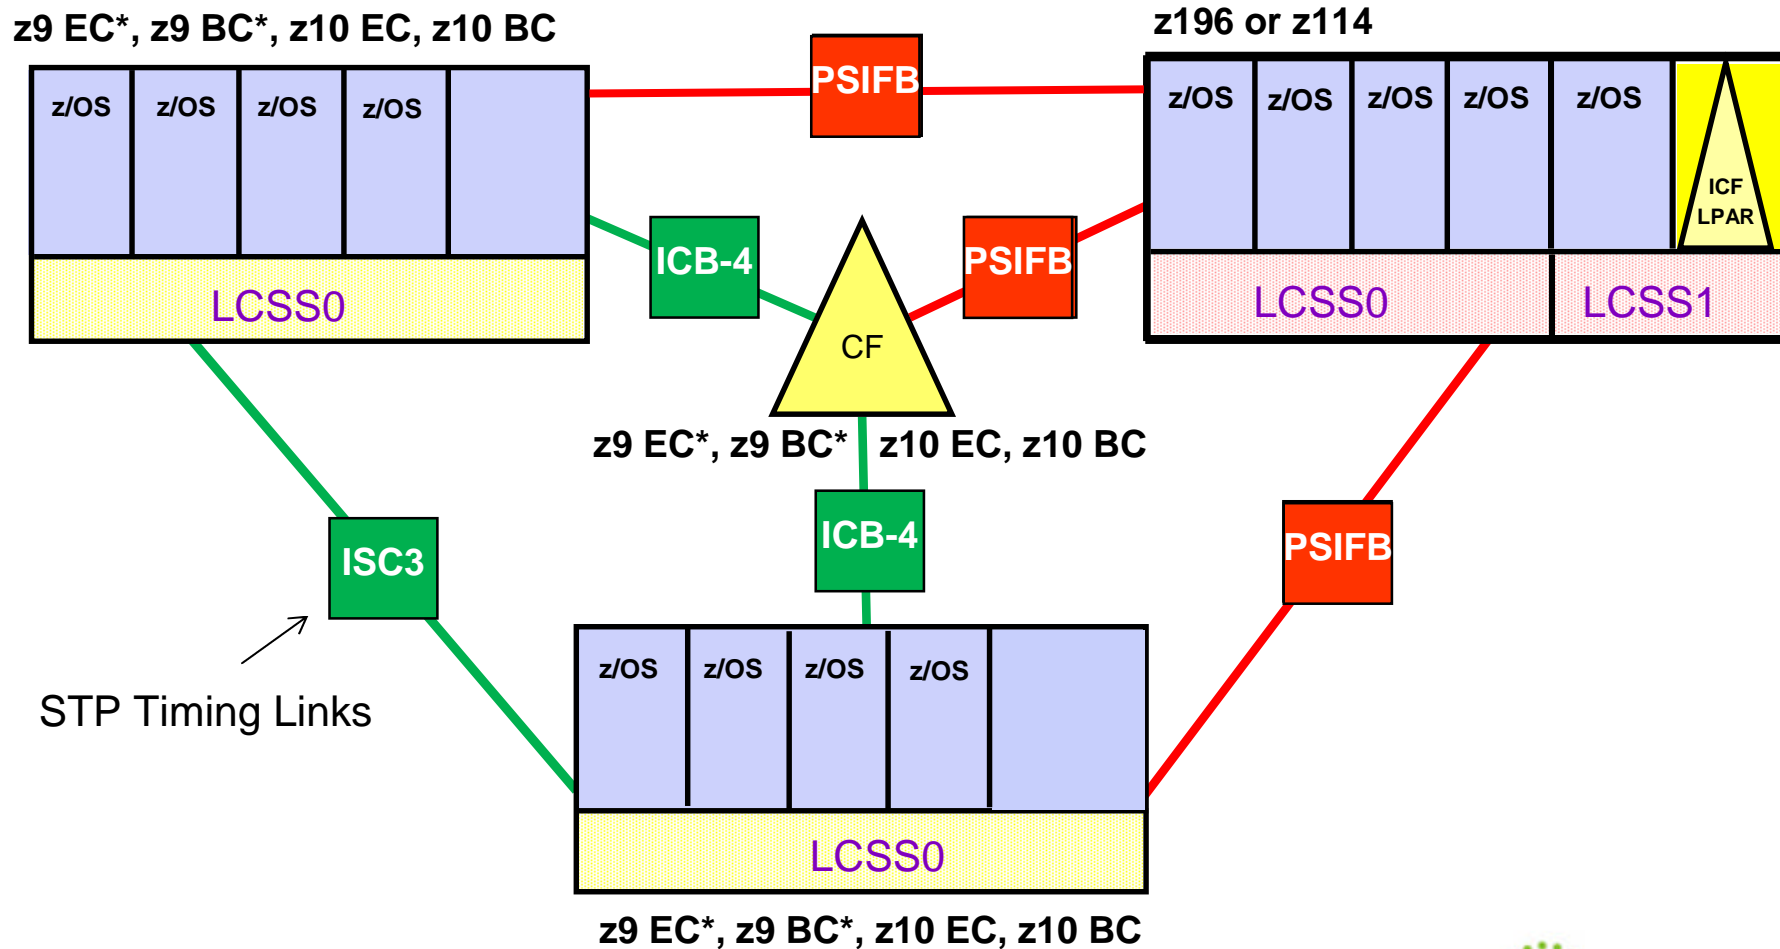 z9 EC*, z9 BC*, z10 EC, z10 BC
z196 or z114
z/OS z/OS z/OS z/OS
PSIFB
z/OS z/OS z/OS z/OS z/OS
ICF
LPAR
LCSS0
ICB-4
PSIFB
LCSS0
LCSS1
CF
z9 EC*, z9 BC* z10 EC, z10 BC
ISC3
ICB-4
PSIFB
STP Timing Links
z/OS z/OS z/OS z/OS
LCSS0
z9 EC*, z9 BC*, z10 EC, z10 BC